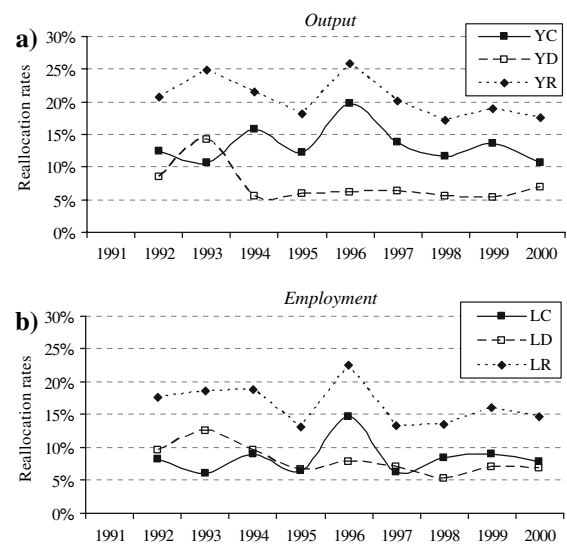 Output
a)
YC
YD
YR
Reallocation rates
30%
25%
20%
15%
10%
5%
0%
1991 1992 1993 1994 1995 1996 1997 1998 1999 2000
Employment
b)
LC
LD
LR
Reallocation rates
30%
25%
20%
15%
10%
5%
0%
1991 1992 1993 1994 1995 1996 1997 1998 1999 2000